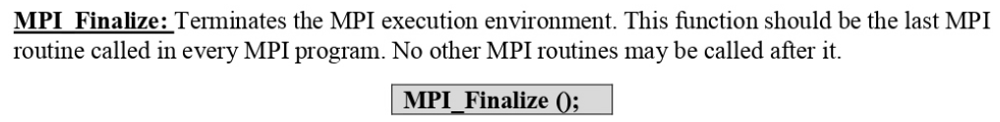 MPI_Finalize: Terminates the MPI execution environment. This function should be the last MPI
routine called in every MPI program. No other MPI routines may be called after it.
MPI_Finalize ();